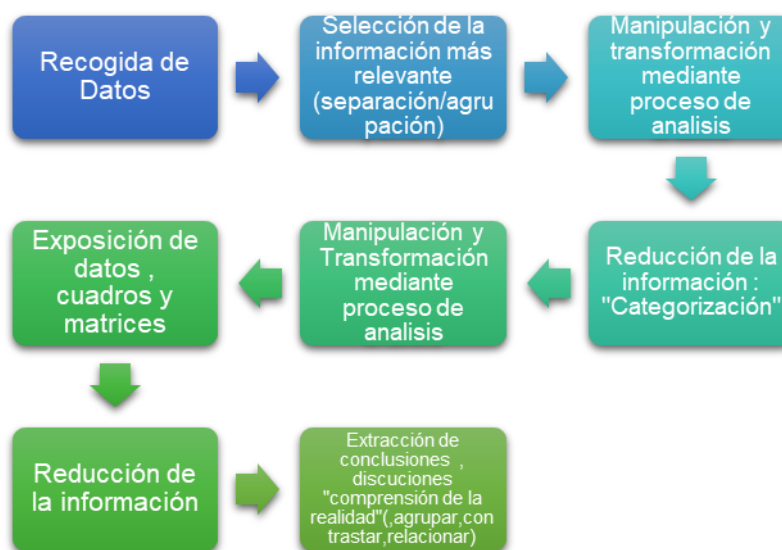 Recogida de
Datos
Selección de la
información más
relevante
(separación/agru
pación)
Manipulación y
transformación
mediante
proceso de
analisis
Reducción de la
información :
"Categorización"
Manipulación y
Transformación
mediante
proceso de
analisis
Exposición de
datos ,
cuadros y
matrices
Reducción de
la información
Extracción de
conclusiones ,
discuciones
"comprensión de la
realidad"(,agrupar,con
trastar,relacionar)